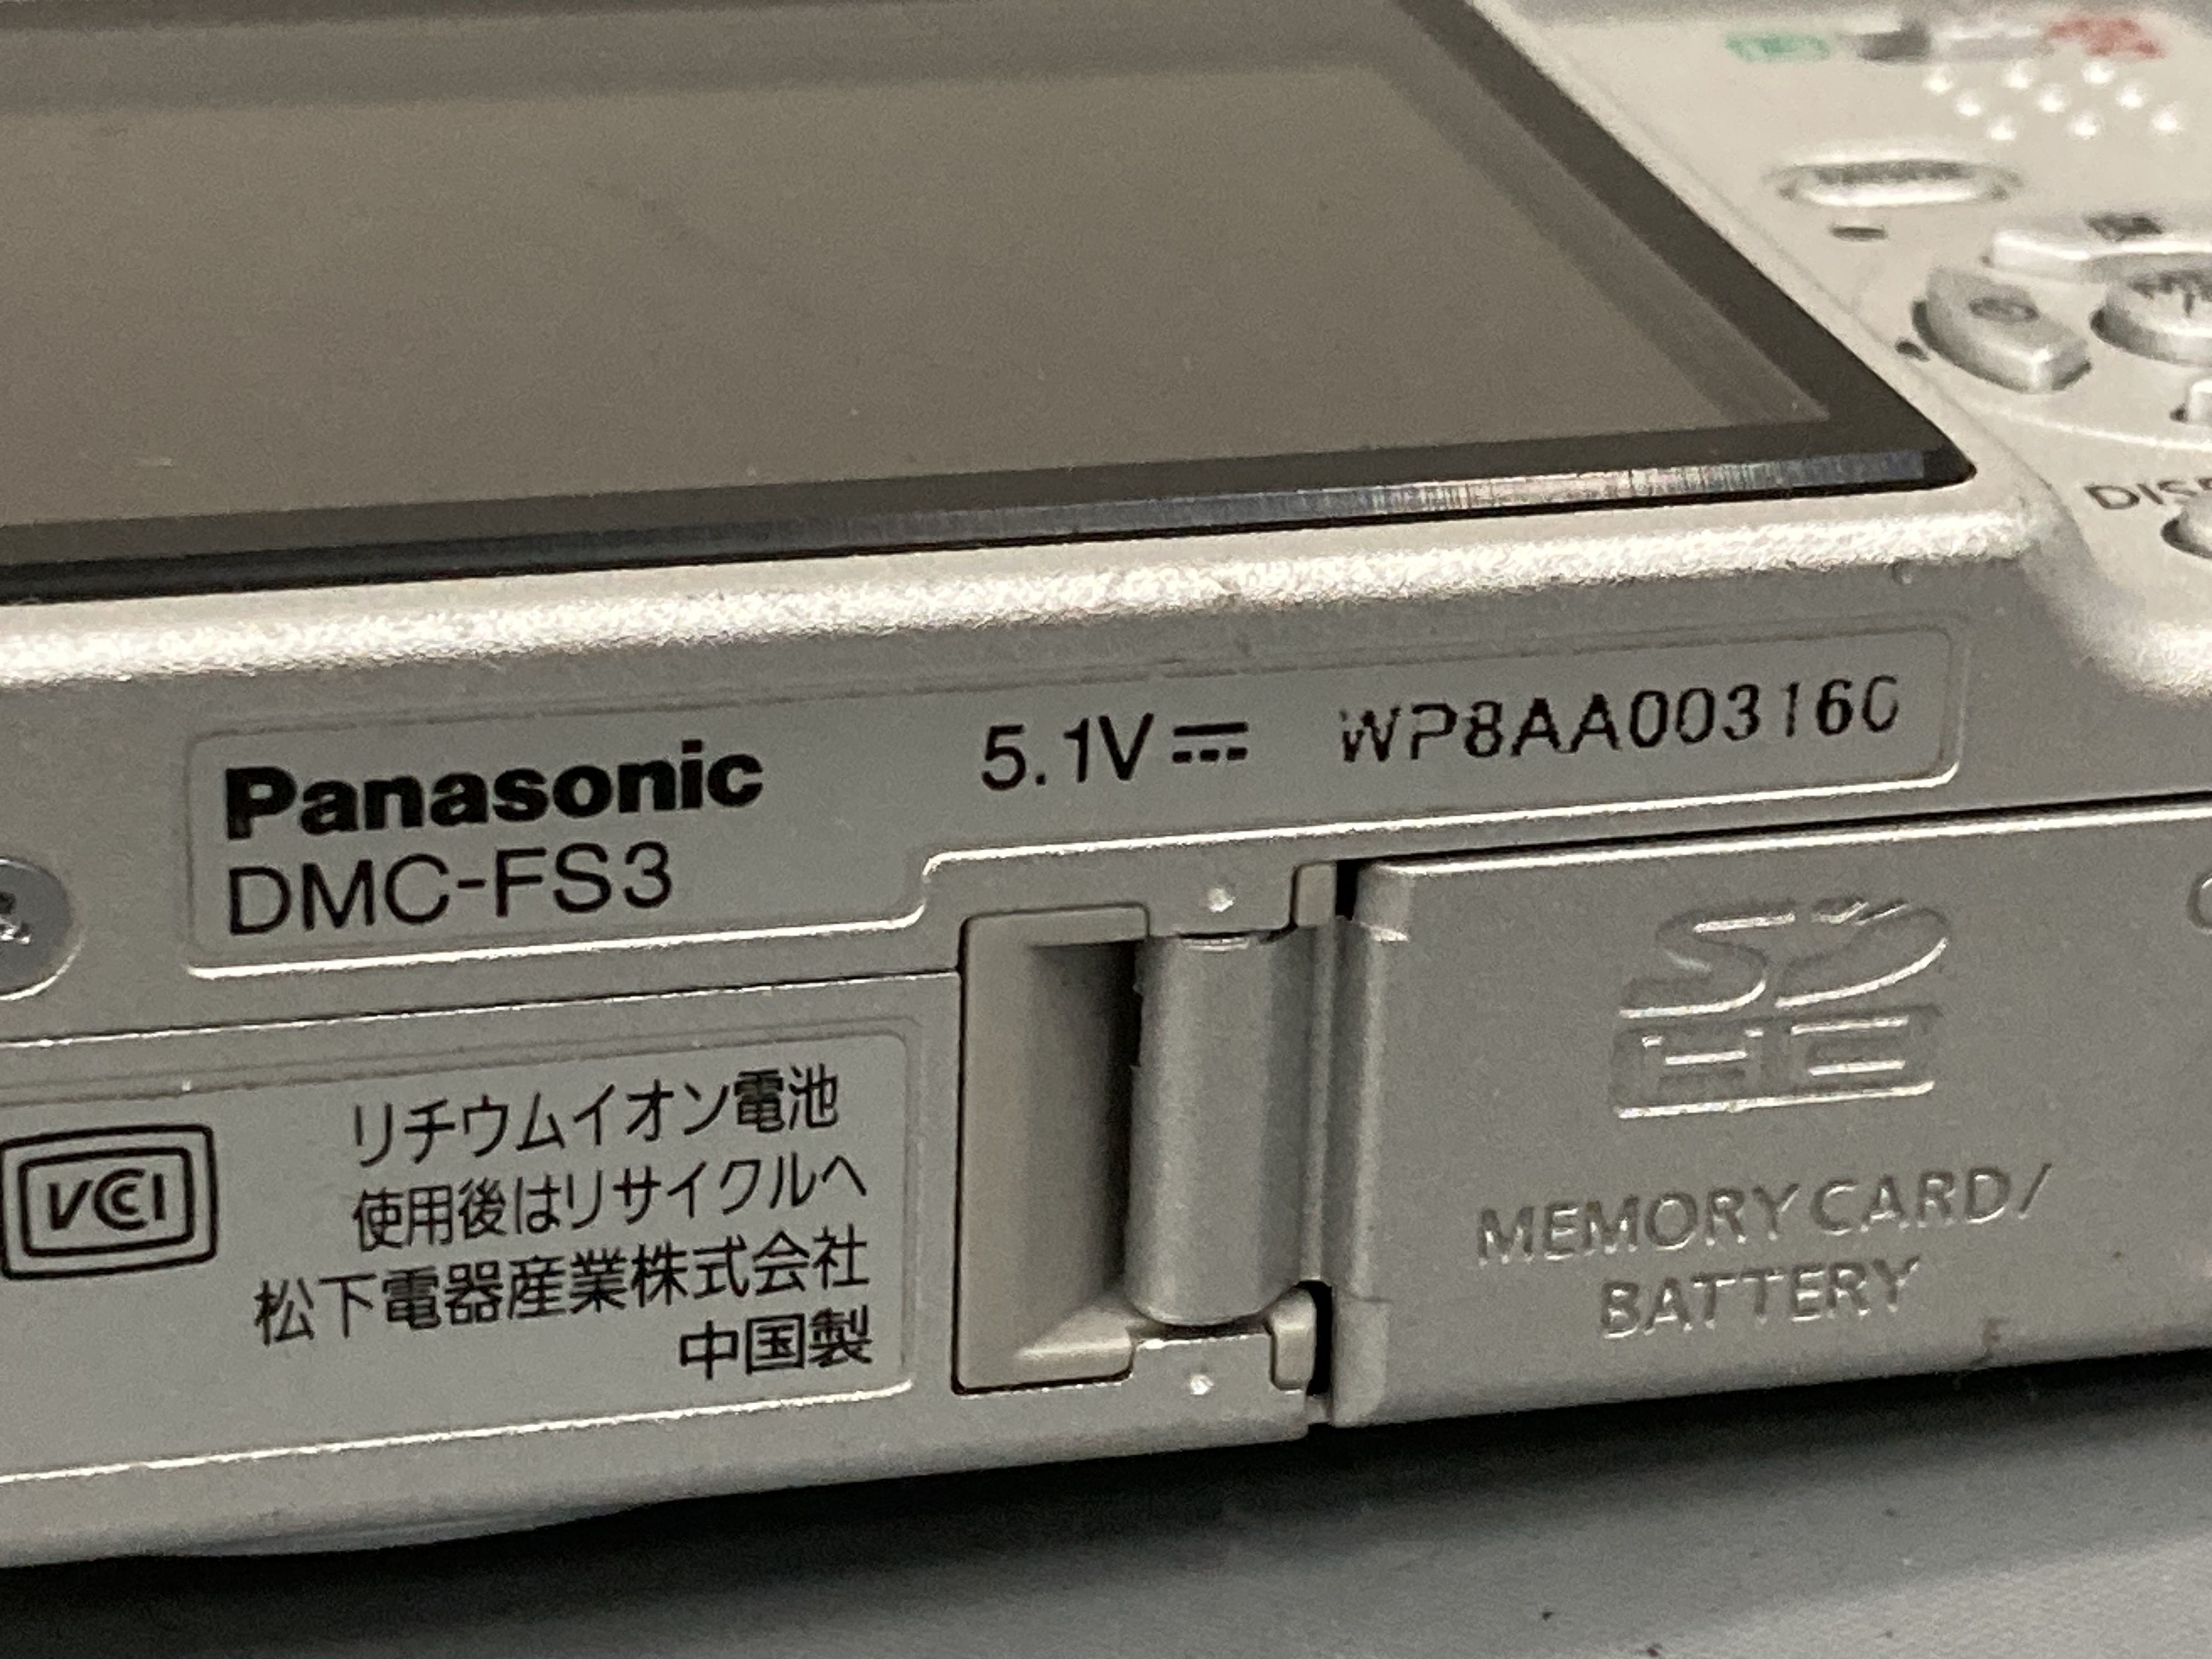 Panasonic
DMC-FS3
5.1V⎓
WP8AA003160
VCCI
リチウムイオン電池
使用後はリサイクルへ
松下電器産業株式会社
中国製
SD
HC
MEMORY CARD/
BATTERY